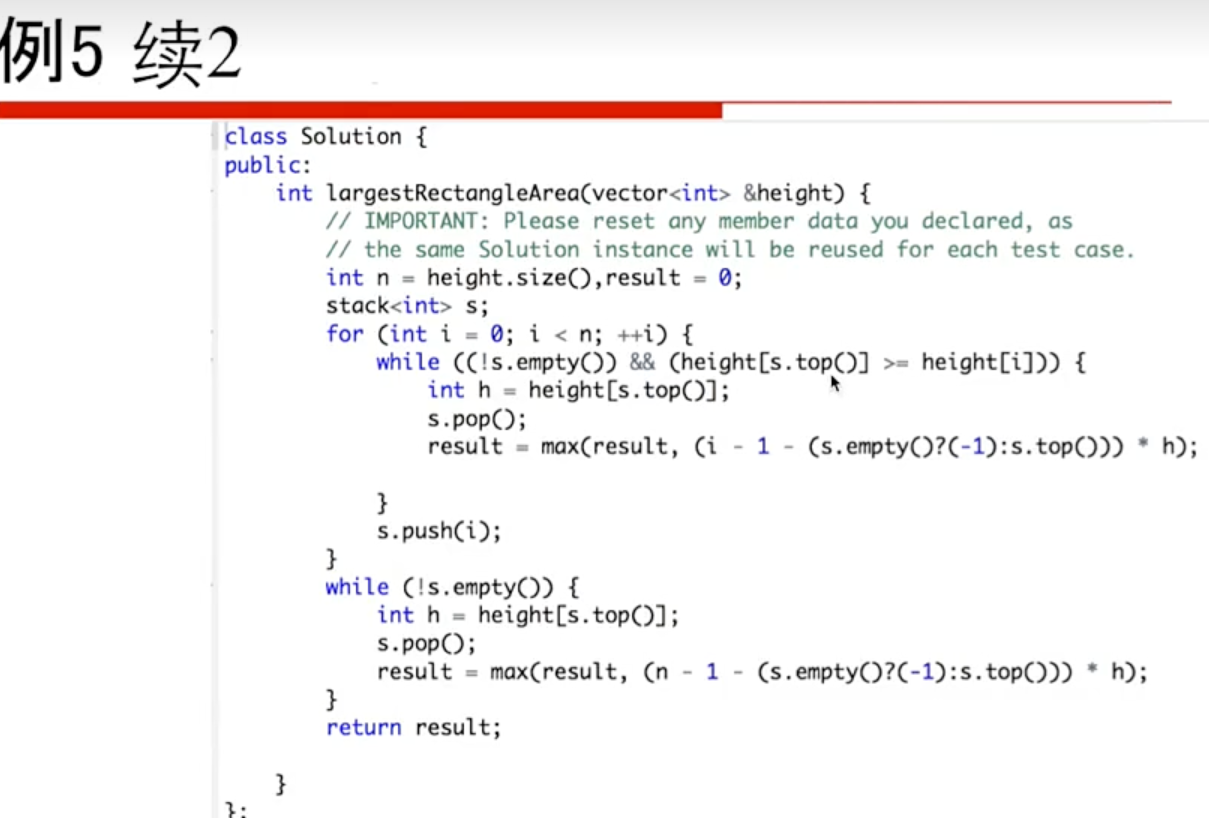 例5 续2
class Solution {
public:
    int largestRectangleArea(vector<int> &height) {
        // IMPORTANT: Please reset any member data you declared, as
        // the same Solution instance will be reused for each test case.
        int n = height.size(),result = 0;
        stack<int> s;
        for (int i = 0; i < n; ++i) {
            while ((!s.empty()) && (height[s.top()] >= height[i])) {
                int h = height[s.top()];
                s.pop();
                result = max(result, (i - 1 - (s.empty()?(-1):s.top())) * h);
            }
            s.push(i);
        }
        while (!s.empty()) {
            int h = height[s.top()];
            s.pop();
            result = max(result, (n - 1 - (s.empty()?(-1):s.top())) * h);
        }
        return result;
    }
};